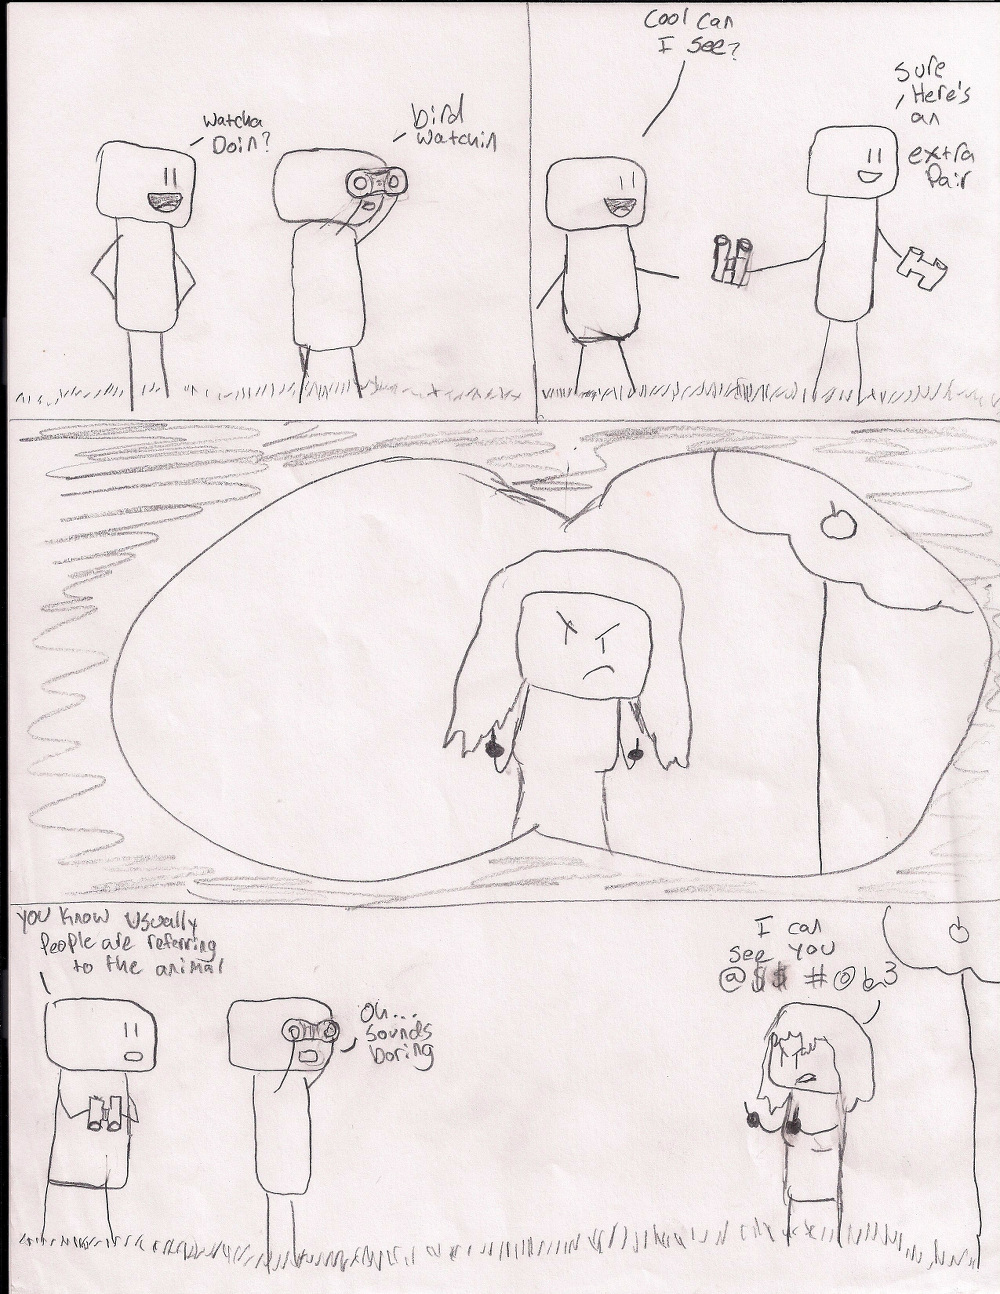 watcha
Doin?
bird
watchin
Cool can
I see?
Sure
Here's
an
extra
Pair
you know usually
People are referring
to the animal
Oh...
Sounds
boring
I can
see you
@$$ #@b3